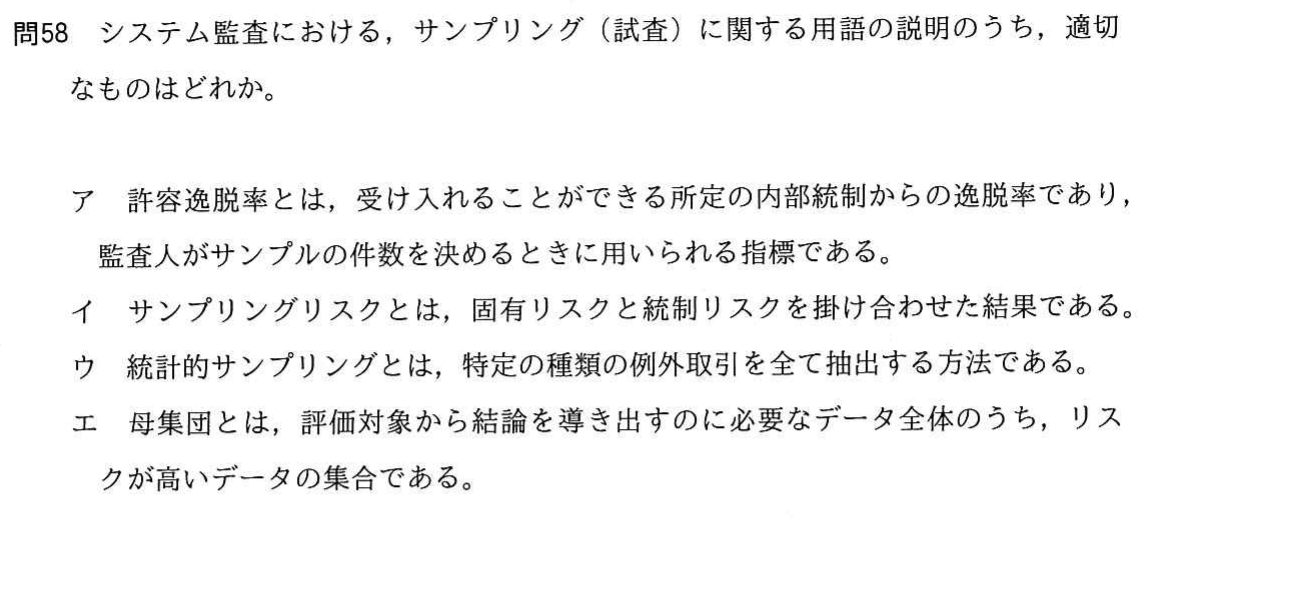 問58　システム監査における，サンプリング（試査）に関する用語の説明のうち，適切
なものはどれか。
ア　許容逸脱率とは，受け入れることができる所定の内部統制からの逸脱率であり，
監査人がサンプルの件数を決めるときに用いられる指標である。
イ　サンプリングリスクとは，固有リスクと統制リスクを掛け合わせた結果である。
ウ　統計的サンプリングとは，特定の種類の例外取引を全て抽出する方法である。
エ　母集団とは，評価対象から結論を導き出すのに必要なデータ全体のうち，リス
クが高いデータの集合である。